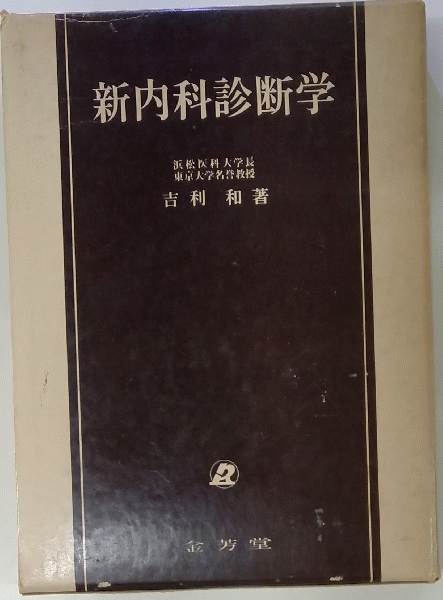 新内科診断学
浜松医科大学長
東京大学名誉教授
吉利 和著
金芳堂